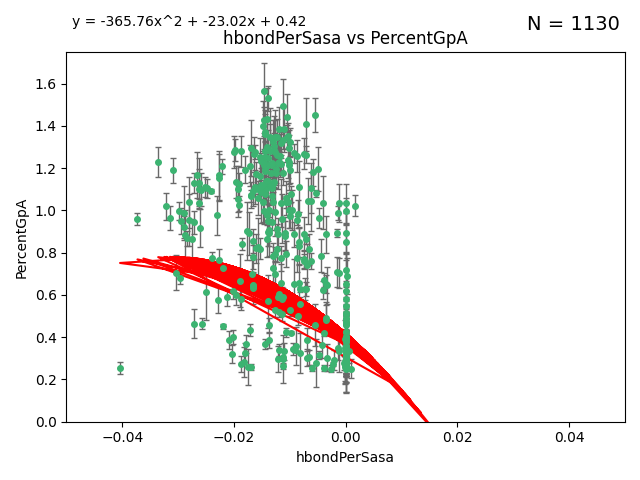 y = -365.76x^2 + -23.02x + 0.42
N = 1130
hbondPerSasa vs PercentGpA
PercentGpA
1.6
1.4
1.2
1.0
0.8
0.6
0.4
0.2
0.0
−0.04
−0.02
0.00
0.02
0.04
hbondPerSasa